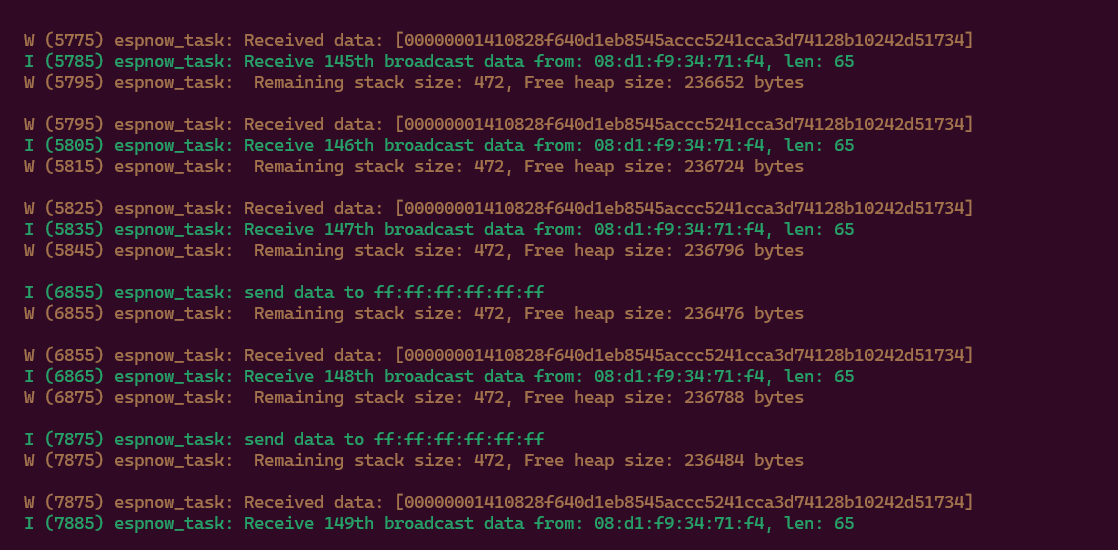 W (5775) espnow_task: Received data: [00000001410828f640d1eb8545accc5241cca3d74128b10242d51734]
I (5785) espnow_task: Receive 145th broadcast data from: 08:d1:f9:34:71:f4, len: 65
W (5795) espnow_task:  Remaining stack size: 472, Free heap size: 236652 bytes
W (5795) espnow_task: Received data: [00000001410828f640d1eb8545accc5241cca3d74128b10242d51734]
I (5805) espnow_task: Receive 146th broadcast data from: 08:d1:f9:34:71:f4, len: 65
W (5815) espnow_task:  Remaining stack size: 472, Free heap size: 236724 bytes
W (5825) espnow_task: Received data: [00000001410828f640d1eb8545accc5241cca3d74128b10242d51734]
I (5835) espnow_task: Receive 147th broadcast data from: 08:d1:f9:34:71:f4, len: 65
W (5845) espnow_task:  Remaining stack size: 472, Free heap size: 236796 bytes
I (6855) espnow_task: send data to ff:ff:ff:ff:ff:ff
W (6855) espnow_task:  Remaining stack size: 472, Free heap size: 236476 bytes
W (6855) espnow_task: Received data: [00000001410828f640d1eb8545accc5241cca3d74128b10242d51734]
I (6865) espnow_task: Receive 148th broadcast data from: 08:d1:f9:34:71:f4, len: 65
W (6875) espnow_task:  Remaining stack size: 472, Free heap size: 236788 bytes
I (7875) espnow_task: send data to ff:ff:ff:ff:ff:ff
W (7875) espnow_task:  Remaining stack size: 472, Free heap size: 236484 bytes
W (7875) espnow_task: Received data: [00000001410828f640d1eb8545accc5241cca3d74128b10242d51734]
I (7885) espnow_task: Receive 149th broadcast data from: 08:d1:f9:34:71:f4, len: 65